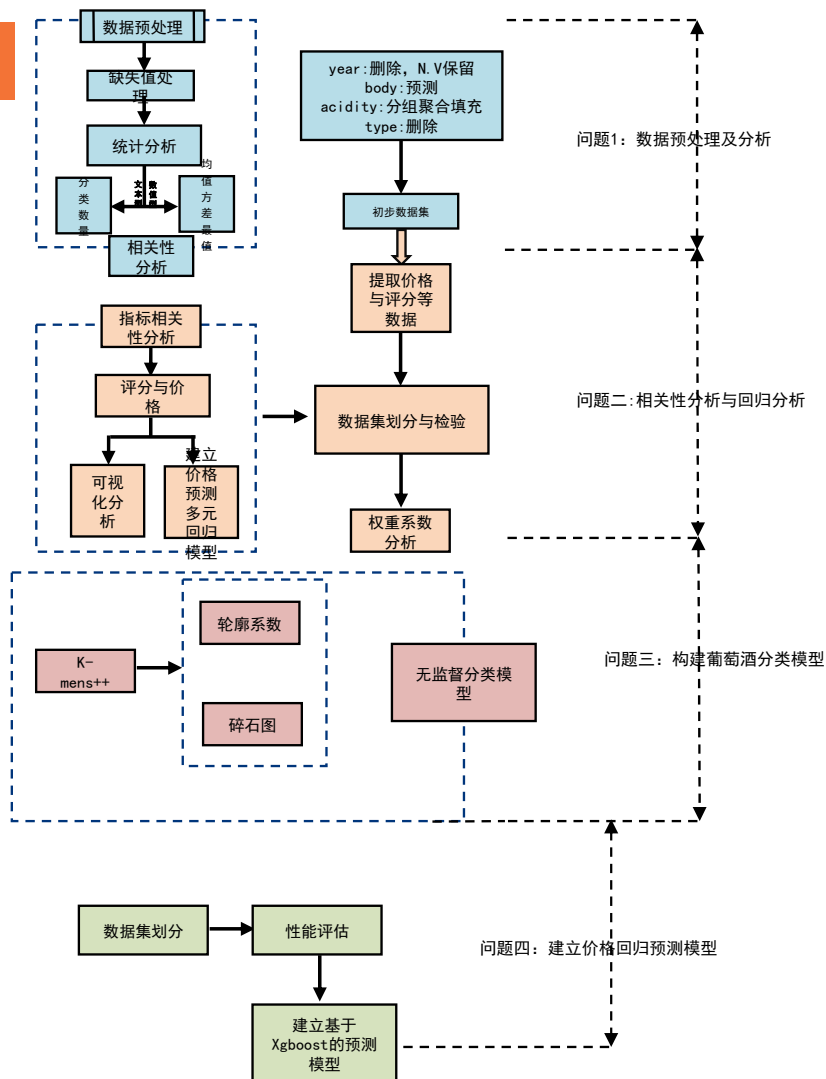 数据预处理
缺失值处
理
统计分析
分
类
数
量
文本型
数值型
均
值
方
差
最
值
相关性
分析
year:删除，N.V保留
body:预测
acidity:分组聚合填充
type:删除
初步数据集
问题1: 数据预处理及分析
提取价格
与评分等
数据
指标相关
性分析
评分与价
格
可视
化分
析
建立
价格
预测
多元
回归
模型
数据集划分与检验
权重系数
分析
问题二:相关性分析与回归分析
K-
mens++
轮廓系数
碎石图
无监督分类模
型
问题三: 构建葡萄酒分类模型
数据集划分
性能评估
建立基于
Xgboost的预测
模型
问题四: 建立价格回归预测模型